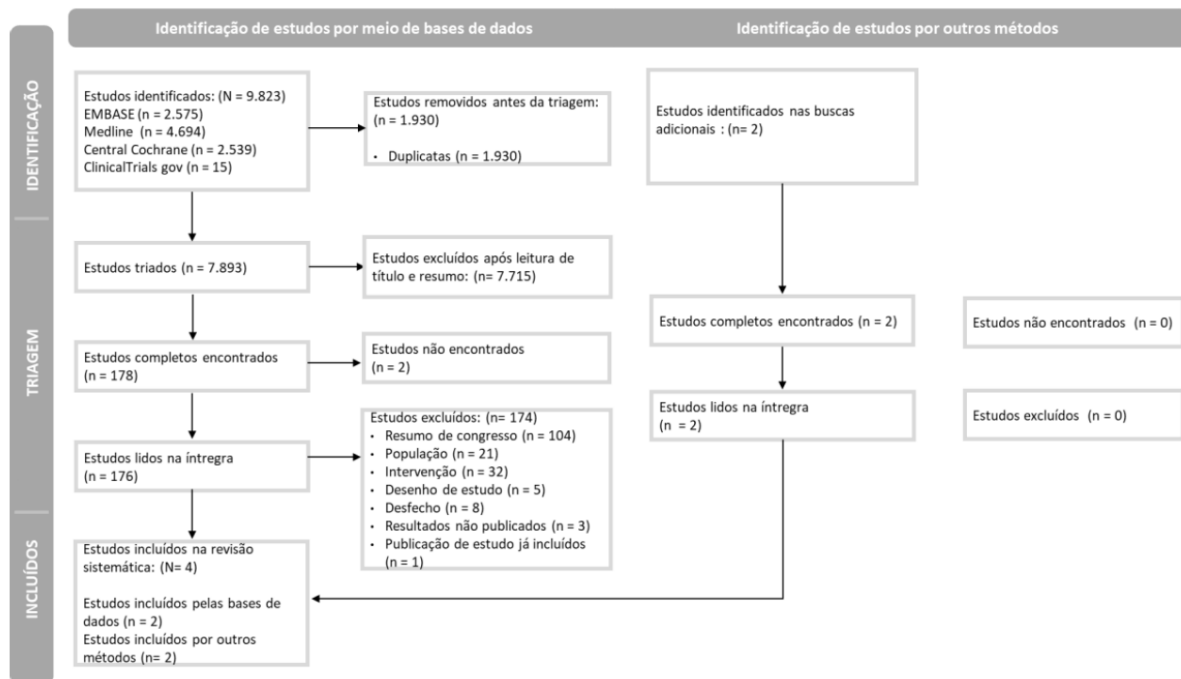 Identificação de estudos por meio de bases de dados
Identificação de estudos por outros métodos
IDENTIFICAÇÃO
Estudos identificados: (N = 9.823)
EMBASE (n = 2.575)
Medline (n = 4.694)
Central Cochrane (n = 2.539)
ClinicalTrials gov (n = 15)
Estudos removidos antes da triagem:
(n = 1.930)
• Duplicatas (n = 1.930)
Estudos identificados nas buscas
adicionais : (n= 2)
TRIAGEM
Estudos triados (n = 7.893)
Estudos excluídos após leitura de
título e resumo: (n= 7.715)
Estudos completos encontrados (n = 2)
Estudos não encontrados (n = 0)
Estudos completos encontrados
(n = 178)
Estudos não encontrados
(n = 2)
Estudos lidos na íntrega
(n = 2)
Estudos excluídos (n = 0)
Estudos lidos na íntrega
(n = 176)
Estudos excluídos: (n= 174)
• Resumo de congresso (n = 104)
• População (n = 21)
• Intervenção (n = 32)
• Desenho de estudo (n = 5)
• Desfecho (n = 8)
• Resultados não publicados (n = 3)
• Publicação de estudo já incluídos
(n = 1)
INCLUÍDOS
Estudos incluídos na revisão
sistemática: (N= 4)
Estudos incluídos pelas bases de
dados (n = 2)
Estudos incluídos por outros
métodos (n= 2)